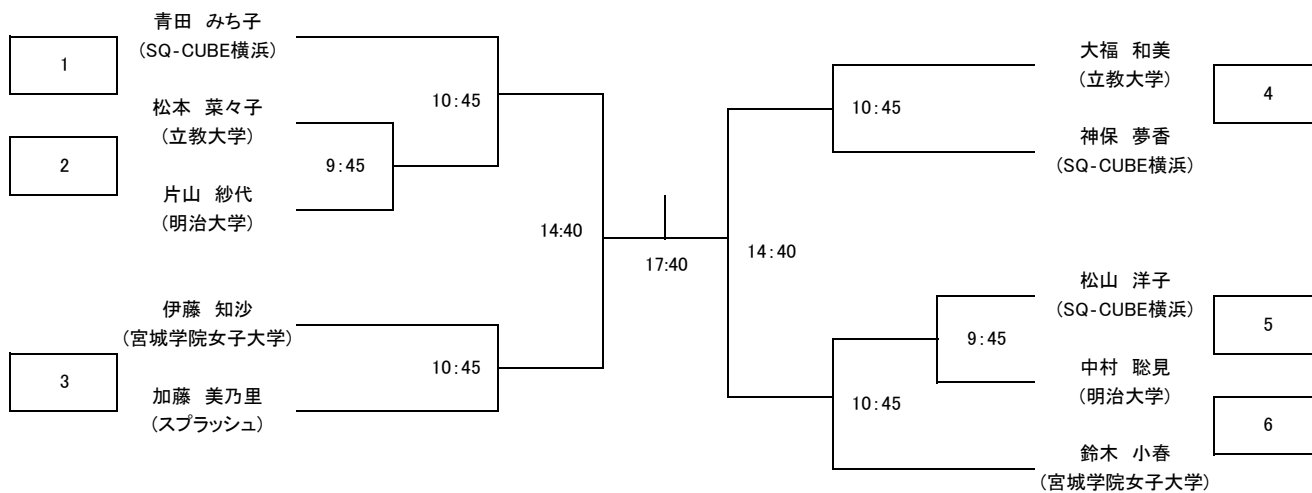 青田 みち子
(SQ-CUBE横浜)
1
10:45
松本 菜々子
(立教大学)
2
9:45
片山 紗代
(明治大学)
14:40
伊藤 知沙
(宮城学院女子大学)
3
10:45
加藤 美乃里
(スプラッシュ)
17:40
大福 和美
(立教大学)
4
10:45
神保 夢香
(SQ-CUBE横浜)
14:40
松山 洋子
(SQ-CUBE横浜)
5
9:45
中村 聡見
(明治大学)
10:45
6
鈴木 小春
(宮城学院女子大学)